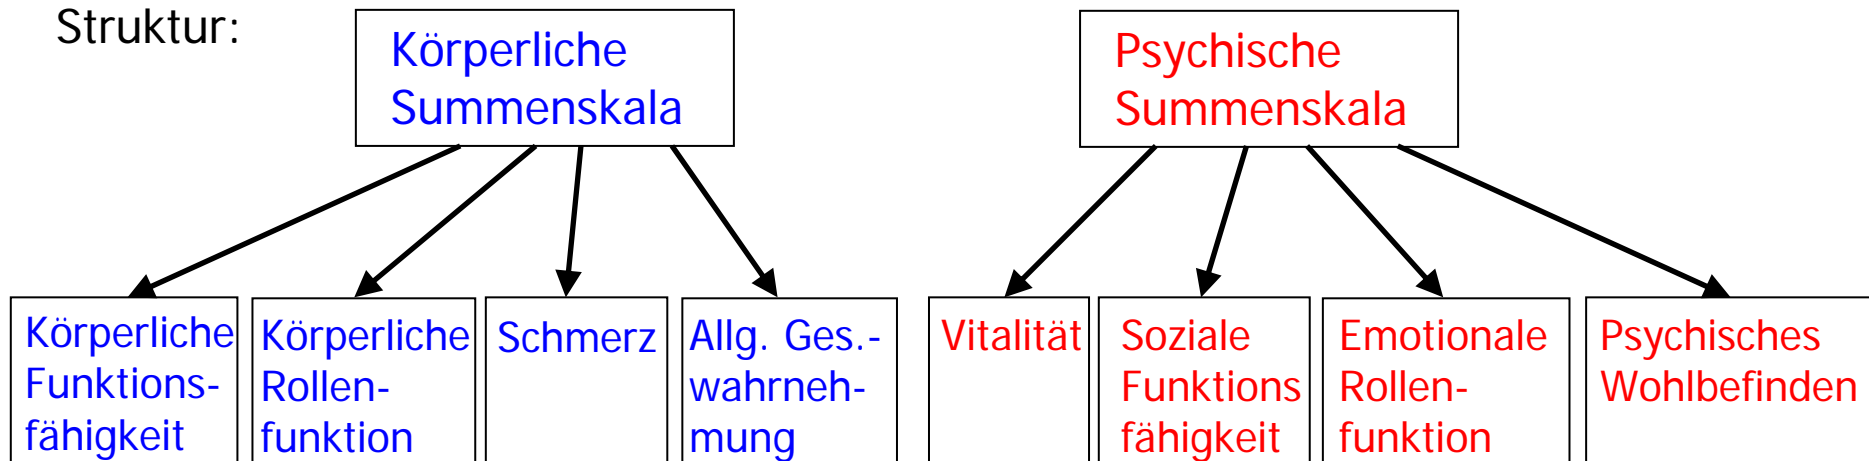 Struktur:
Körperliche
Summenskala
Psychische
Summenskala
Körperliche
Funktions-
fähigkeit
Körperliche
Rollen-
funktion
Schmerz
Allg. Ges.-
wahrneh-
mung
Vitalität
Soziale
Funktions
fähigkeit
Emotionale
Rollen-
funktion
Psychisches
Wohlbefinden